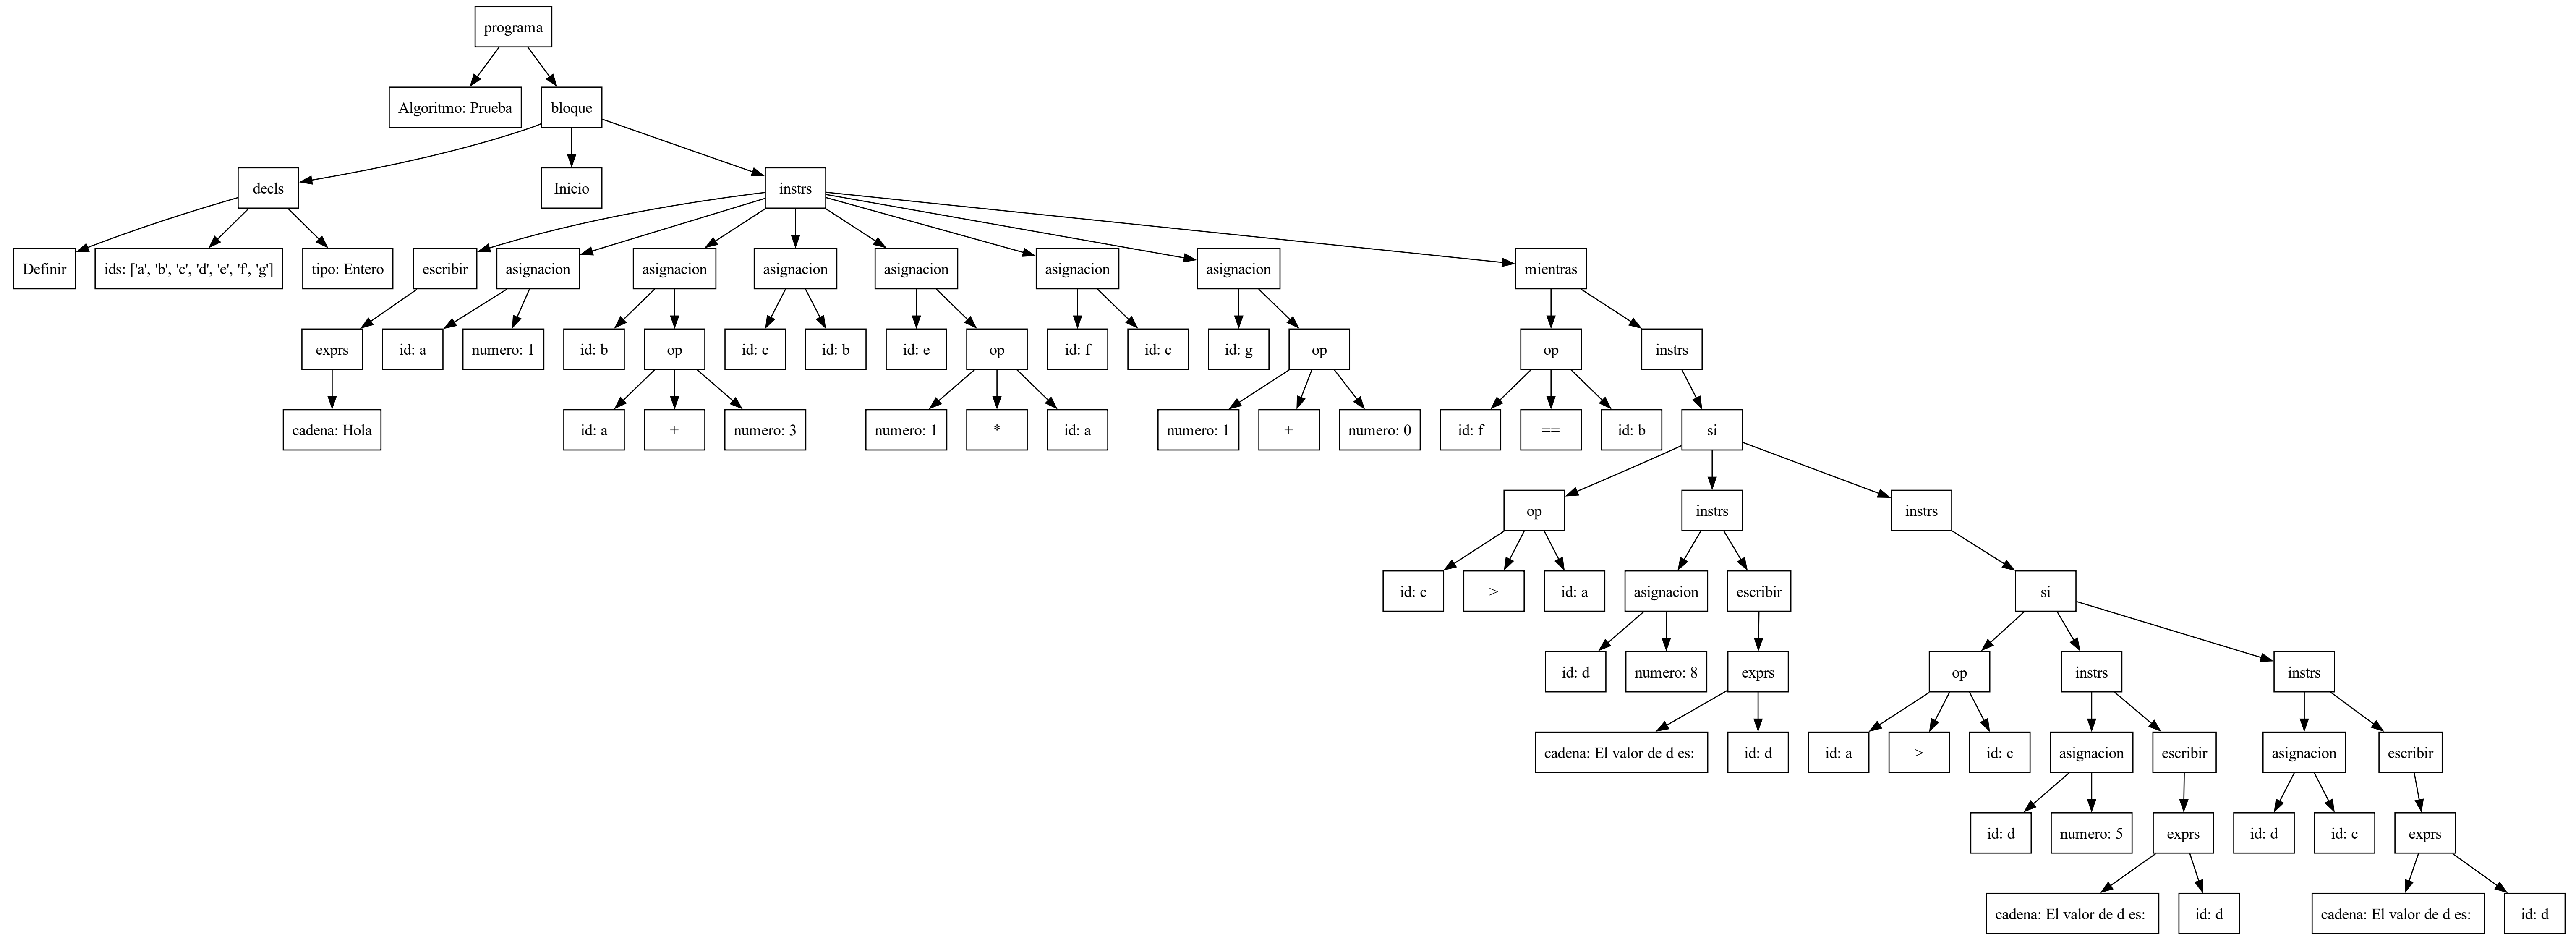 programa
Algoritmo: Prueba
bloque
decls
Inicio
instrs
Definir
ids: ['a', 'b', 'c', 'd', 'e', 'f', 'g']
tipo: Entero
escribir
asignacion
asignacion
asignacion
asignacion
asignacion
asignacion
mientras
exprs
id: a
numero: 1
id: b
op
id: c
id: b
id: e
op
id: f
id: c
id: g
op
op
instrs
cadena: Hola
id: a
+
numero: 3
numero: 1
*
id: a
numero: 1
+
numero: 0
id: f
==
id: b
si
op
instrs
instrs
id: c
>
id: a
asignacion
escribir
si
id: d
numero: 8
exprs
op
instrs
instrs
cadena: El valor de d es:
id: d
id: a
>
id: c
asignacion
escribir
asignacion
escribir
id: d
numero: 5
exprs
id: d
id: c
exprs
cadena: El valor de d es:
id: d
cadena: El valor de d es:
id: d